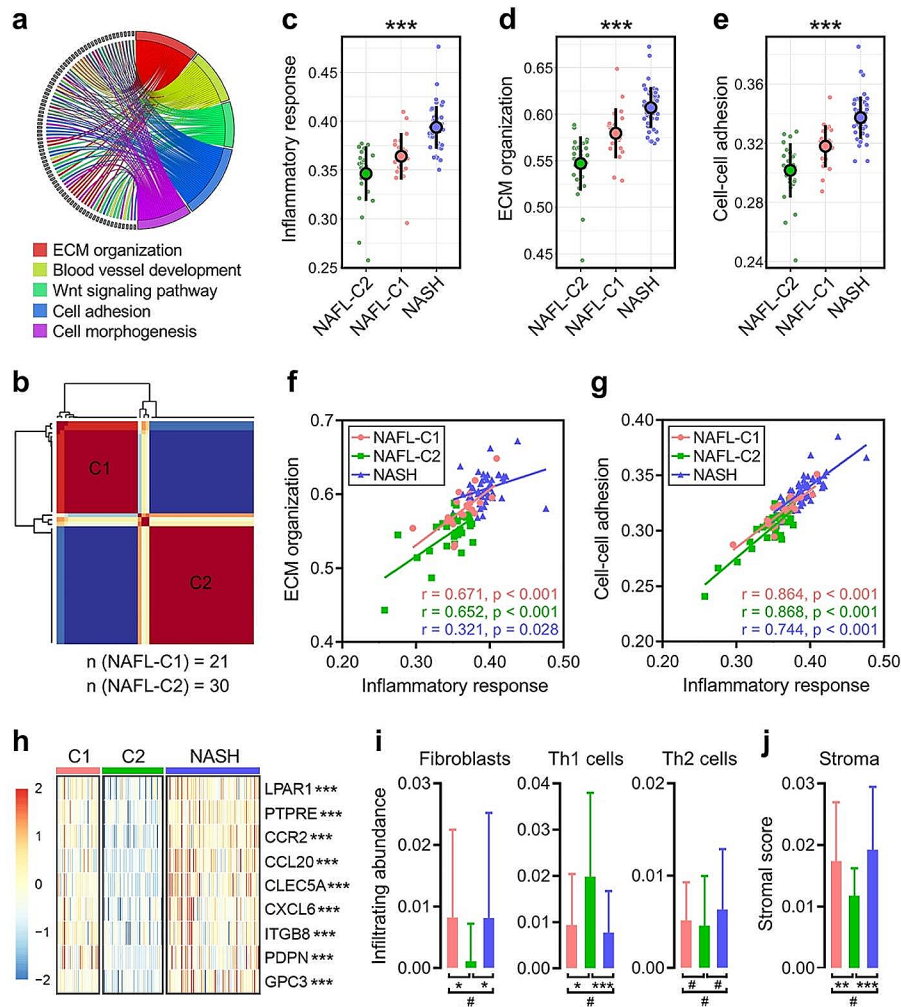 a
ECM organization
Blood vessel development
Wnt signaling pathway
Cell adhesion
Cell morphogenesis
c
***
Inflammatory response
0.45
0.40
0.35
0.30
0.25
NAFL-C2
NAFL-C1
NASH
d
***
ECM organization
0.65
0.60
0.55
0.50
0.45
NAFL-C2
NAFL-C1
NASH
e
***
Cell-cell adhesion
0.36
0.32
0.28
0.24
NAFL-C2
NAFL-C1
NASH
b
C1
C2
n (NAFL-C1) = 21
n (NAFL-C2) = 30
f
ECM organization
0.7
0.6
0.5
0.4
NAFL-C1
NAFL-C2
NASH
r = 0.671, p < 0.001
r = 0.652, p < 0.001
r = 0.321, p = 0.028
0.20 0.30 0.40 0.50
Inflammatory response
g
Cell-cell adhesion
0.40
0.35
0.30
0.25
0.20
NAFL-C1
NAFL-C2
NASH
r = 0.864, p < 0.001
r = 0.868, p < 0.001
r = 0.744, p < 0.001
0.20 0.30 0.40 0.50
Inflammatory response
h
C1 C2 NASH
2
1
0
−1
−2
LPAR1***
PTPRE***
CCR2***
CCL20***
CLEC5A***
CXCL6***
ITGB8***
PDPN***
GPC3***
i
Infiltrating abundance
Fibroblasts
0.03
0.02
0.01
0.00
* *
#
Th1 cells
0.04
0.03
0.02
0.01
0.00
* ***
#
Th2 cells
0.02
0.01
0.00
# #
#
j
Stroma
Stromal score
0.03
0.02
0.01
0.00
** ***
#